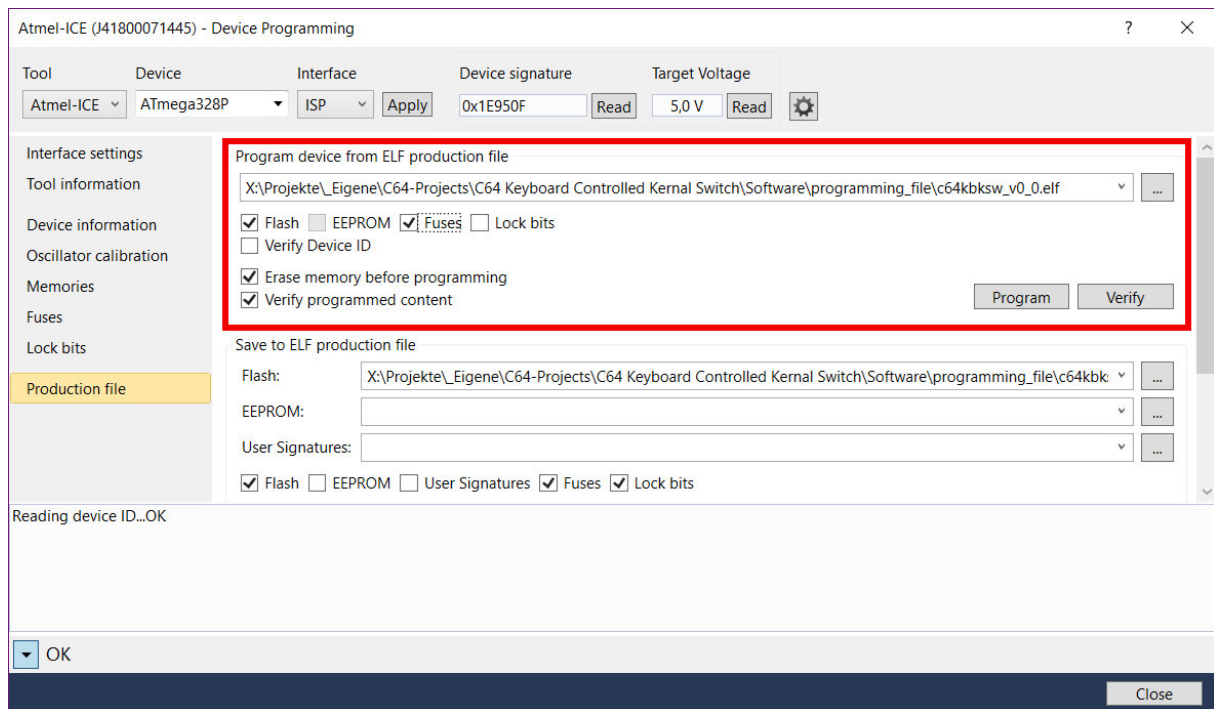 Atmel-ICE (J41800071445) - Device Programming ?
Tool Device Interface Device signature Target Voltage
Atmel-ICE ATmega328P ISP Apply 0x1E950F Read 5,0 V Read
Interface settings
Tool information
Device information
Oscillator calibration
Memories
Fuses
Lock bits
Production file
Program device from ELF production file
X:\Projekte\_Eigene\C64-Projects\C64 Keyboard Controlled Kernal Switch\Software\programming_file\c64kbksw_v0_0.elf ...
Flash EEPROM Fuses Lock bits
Verify Device ID
Erase memory before programming
Verify programmed content
Program Verify
Save to ELF production file
Flash: X:\Projekte\_Eigene\C64-Projects\C64 Keyboard Controlled Kernal Switch\Software\programming_file\c64kbk ...
EEPROM: ...
User Signatures: ...
Flash EEPROM User Signatures Fuses Lock bits
Reading device ID...OK
OK
Close